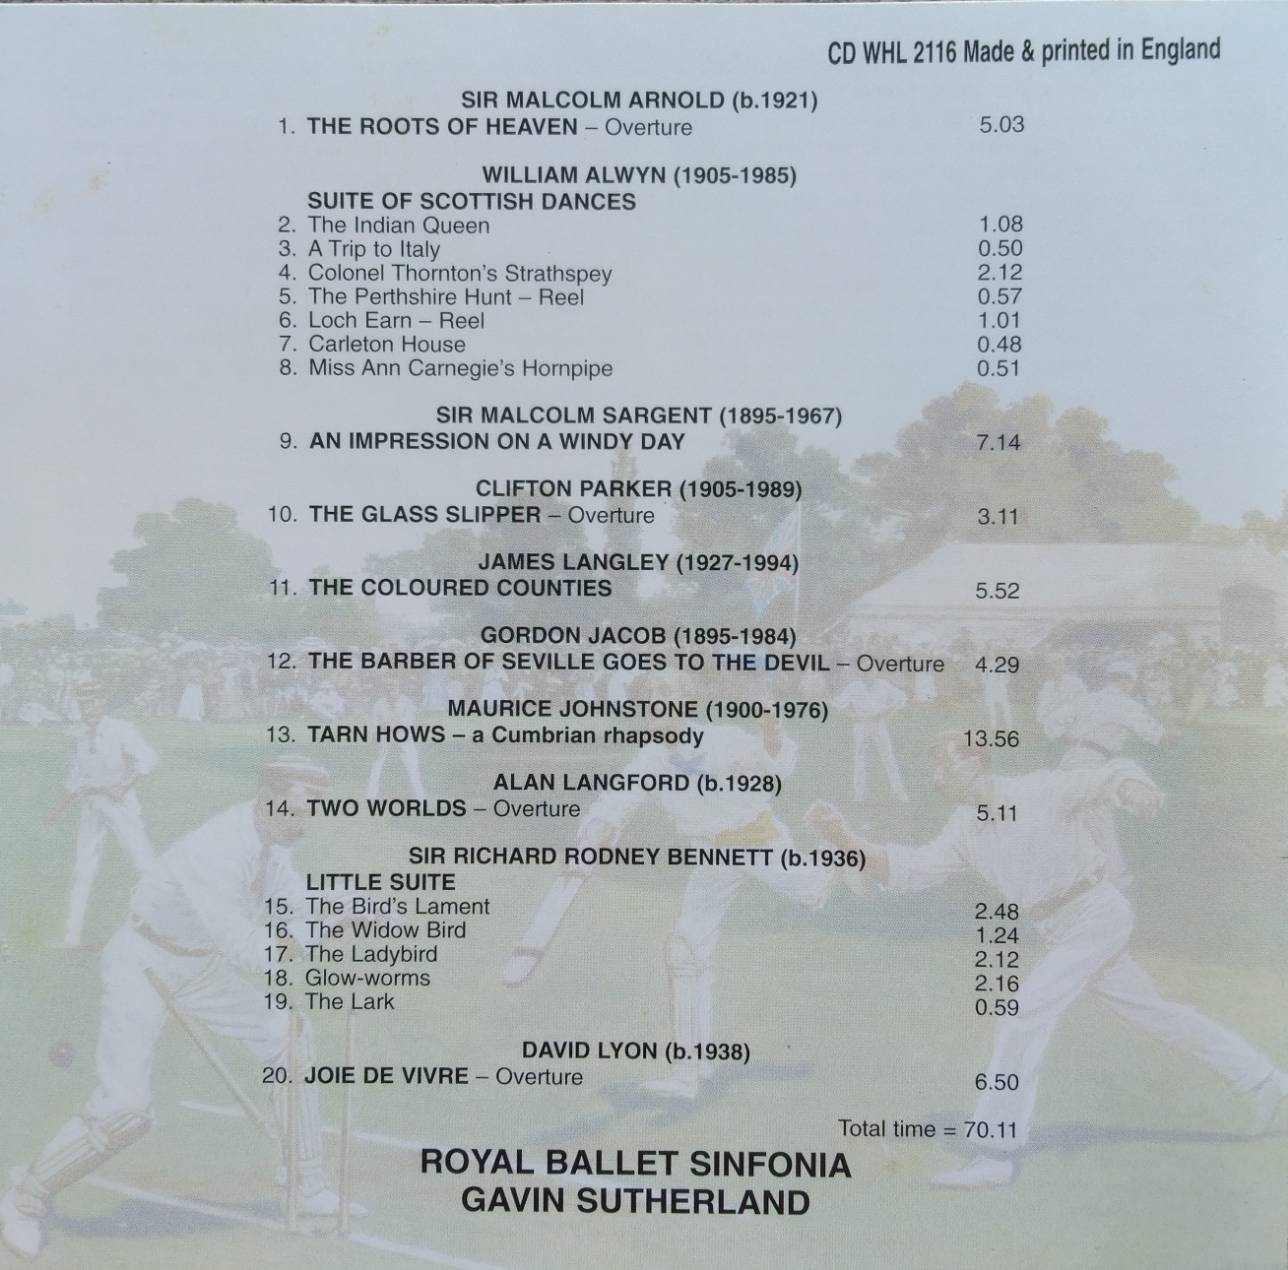 CD WHL 2116 Made & printed in England
SIR MALCOLM ARNOLD (b.1921)
1. THE ROOTS OF HEAVEN – Overture 5.03
WILLIAM ALWYN (1905-1985)
SUITE OF SCOTTISH DANCES
2. The Indian Queen 1.08
3. A Trip to Italy 0.50
4. Colonel Thornton's Strathspey 2.12
5. The Perthshire Hunt – Reel 0.57
6. Loch Earn – Reel 1.01
7. Carleton House 0.48
8. Miss Ann Carnegie's Hornpipe 0.51
SIR MALCOLM SARGENT (1895-1967)
9. AN IMPRESSION ON A WINDY DAY 7.14
CLIFTON PARKER (1905-1989)
10. THE GLASS SLIPPER – Overture 3.11
JAMES LANGLEY (1927-1994)
11. THE COLOURED COUNTIES 5.52
GORDON JACOB (1895-1984)
12. THE BARBER OF SEVILLE GOES TO THE DEVIL – Overture 4.29
MAURICE JOHNSTONE (1900-1976)
13. TARN HOWS – a Cumbrian rhapsody 13.56
ALAN LANGFORD (b.1928)
14. TWO WORLDS – Overture 5.11
SIR RICHARD RODNEY BENNETT (b.1936)
LITTLE SUITE
15. The Bird's Lament 2.48
16. The Widow Bird 1.24
17. The Ladybird 2.12
18. Glow-worms 2.16
19. The Lark 0.59
DAVID LYON (b.1938)
20. JOIE DE VIVRE – Overture 6.50
Total time = 70.11
ROYAL BALLET SINFONIA
GAVIN SUTHERLAND